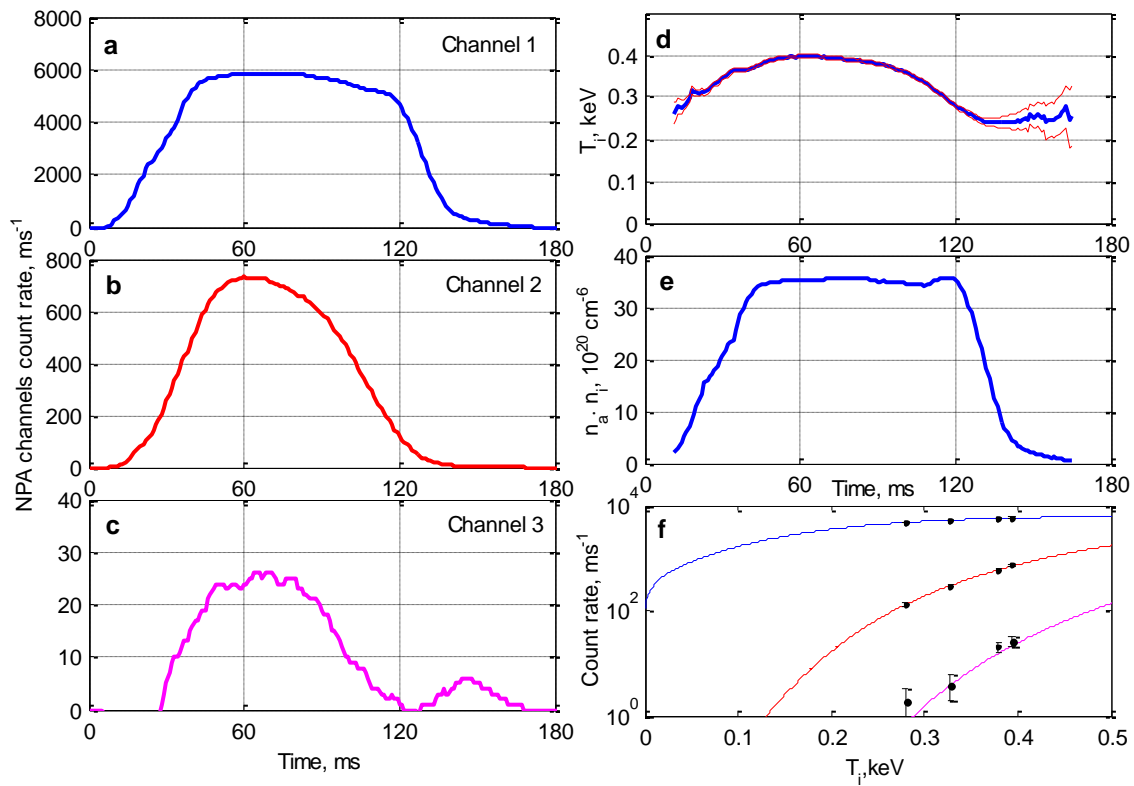 NPA channels count rate, ms⁻¹
a
Channel 1
8000
6000
4000
2000
0
0 60 120 180
b
Channel 2
800
600
400
200
0
0 60 120 180
c
Channel 3
40
30
20
10
0
0 60 120 180
Time, ms
d
Tᵢ, keV
0.4
0.3
0.2
0.1
0
0 60 120 180
e
nₐ· nᵢ, 10²⁰ cm⁻⁶
40
30
20
10
0
0 60 120 180
Time, ms
f
Count rate, ms⁻¹
10⁴
10²
10⁰
0 0.1 0.2 0.3 0.4 0.5
Tᵢ,keV